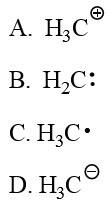 A. H₃C⊕
B. H₂C:
C. H₃C•
D. H₃C⊖